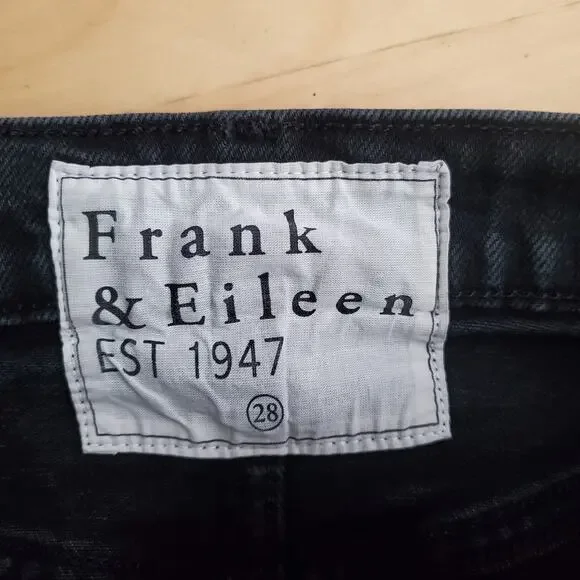 Frank
& Eileen
EST 1947
28